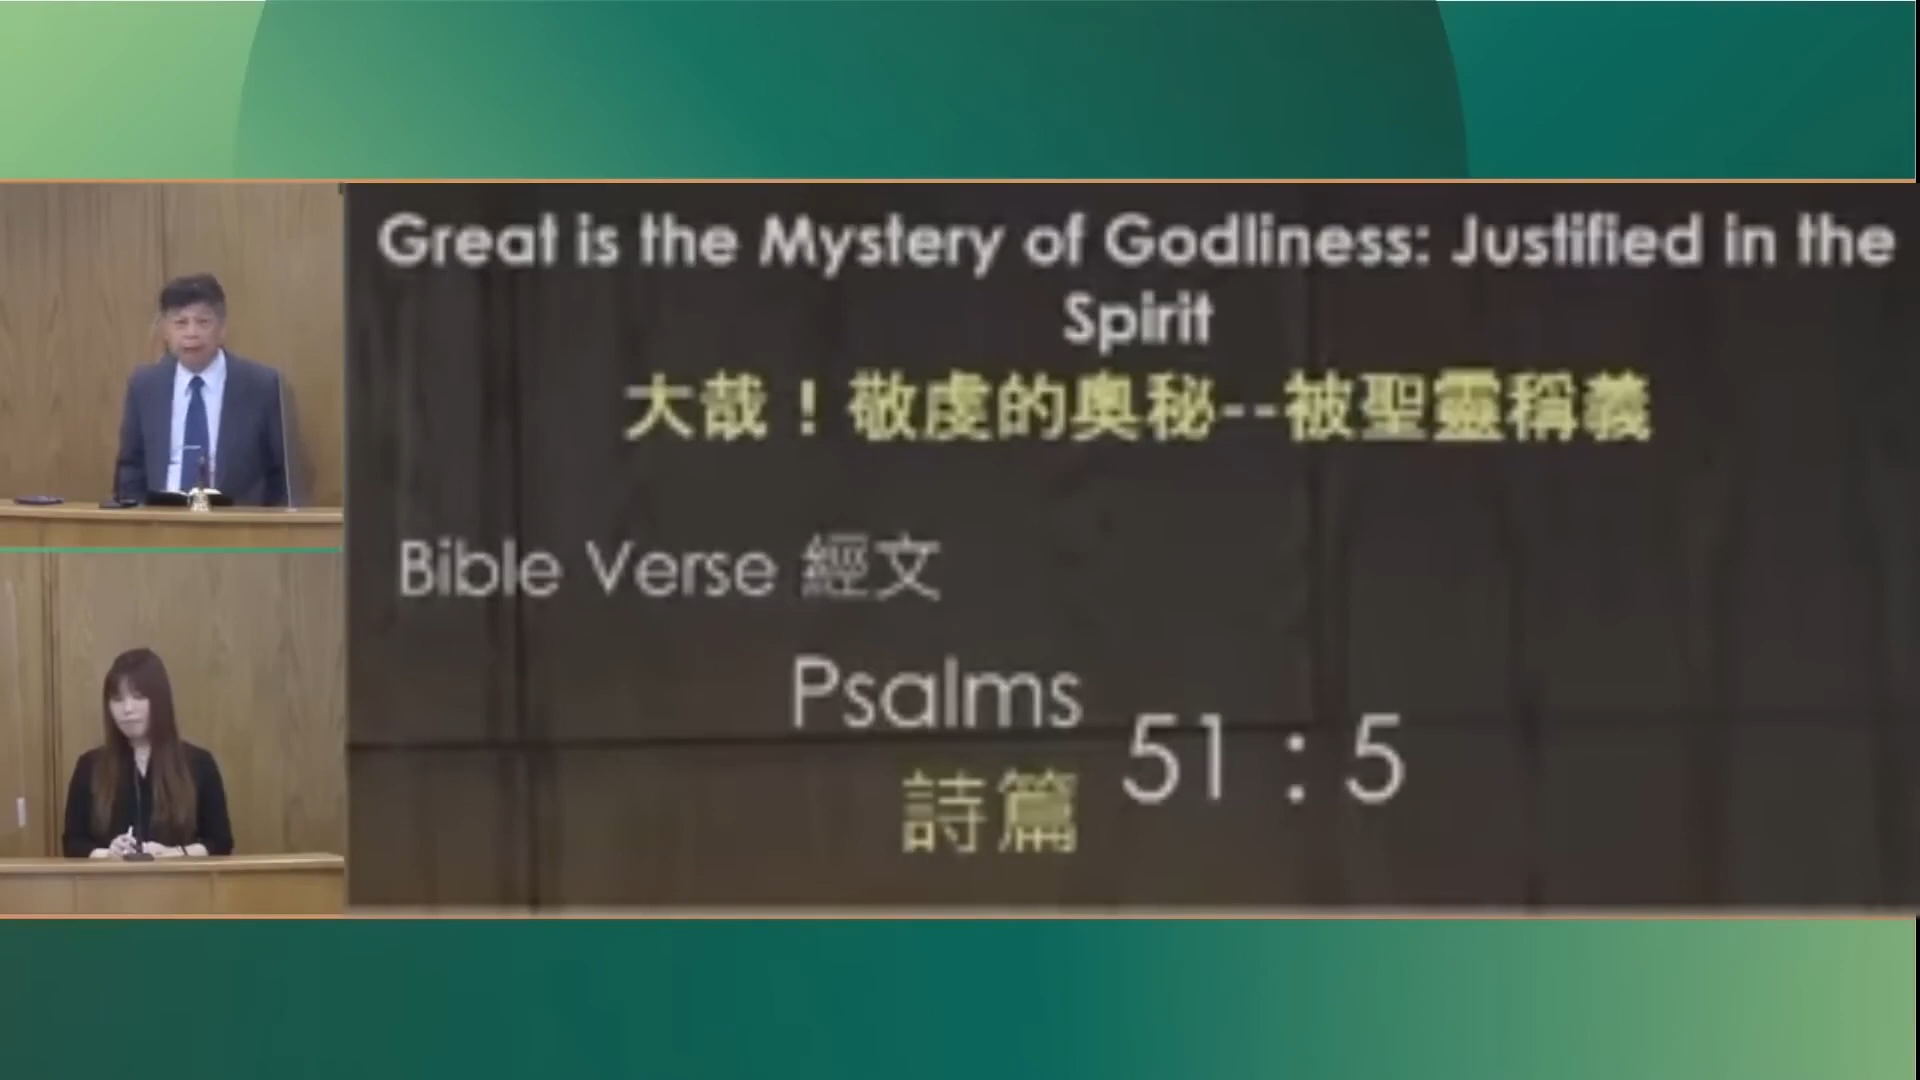 Great is the Mystery of Godliness: Justified in the
Spirit
大哉！敬虔的奧秘--被聖靈稱義
Bible Verse 經文
Psalms
詩篇
51 : 5